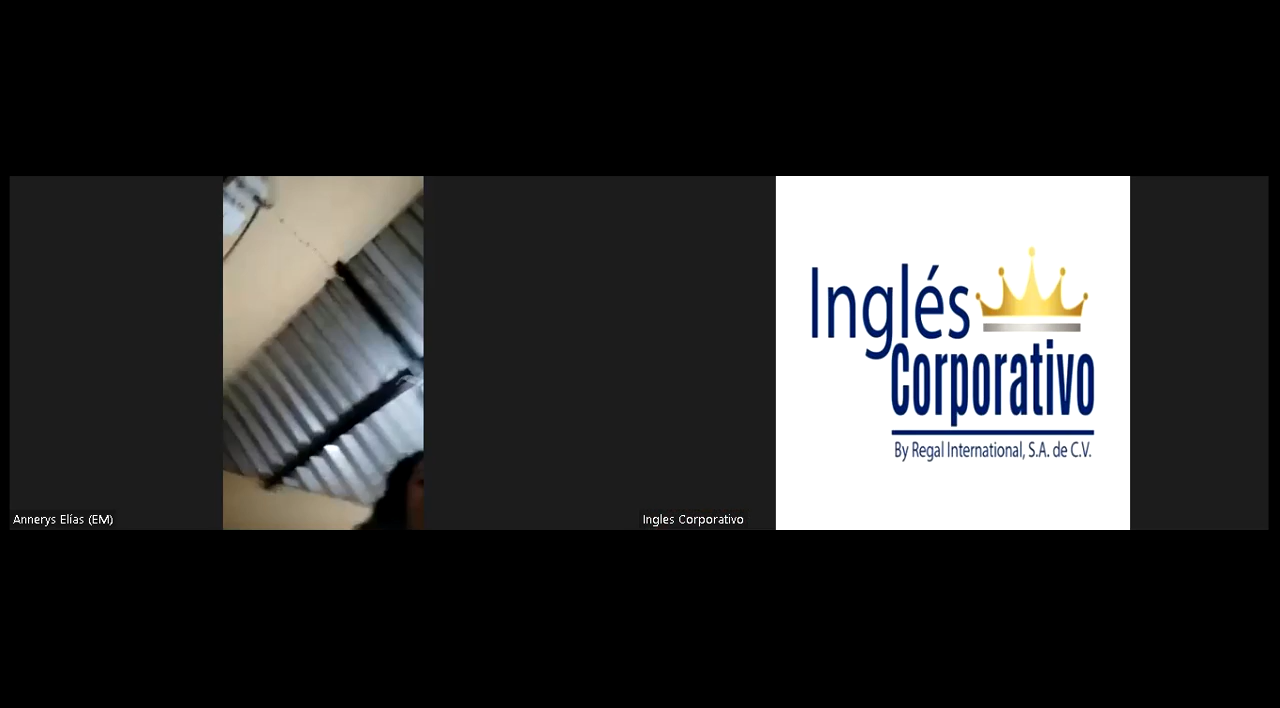 Inglés
Corporativo
By Regal International, S.A. de C.V.
Annerys Elías (EM)
Ingles Corporativo